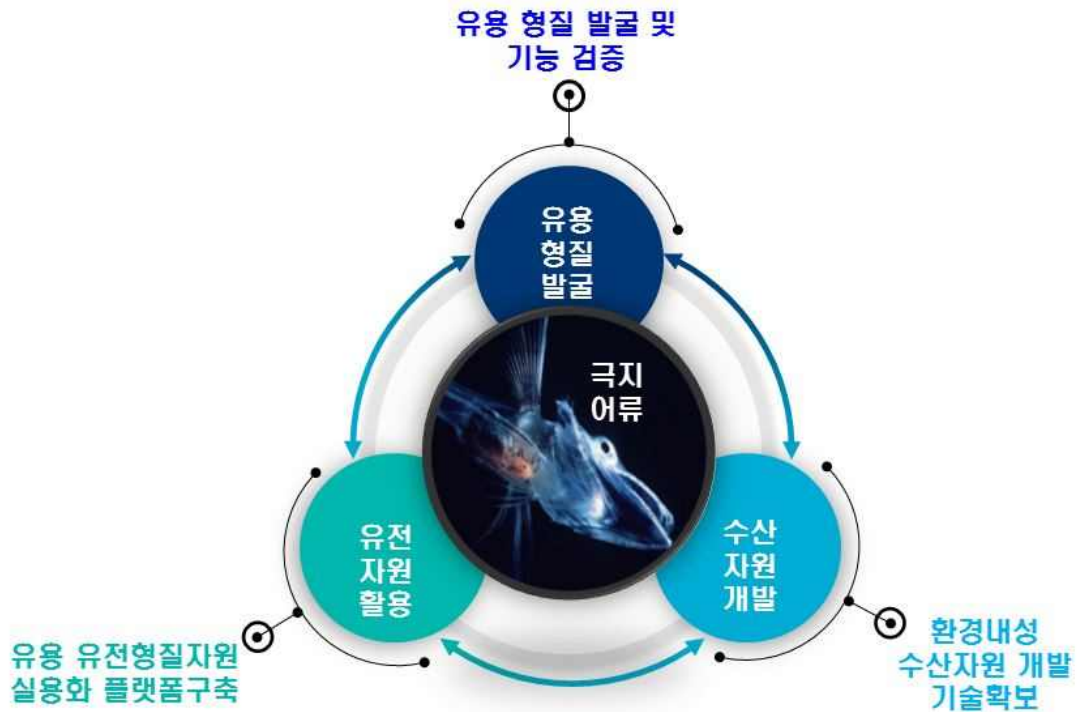 유용 형질 발굴 및
기능 검증
유용
형질
발굴
극지
어류
유전
자원
활용
수산
자원
개발
유용 유전형질자원
실용화 플랫폼구축
환경내성
수산자원 개발
기술확보